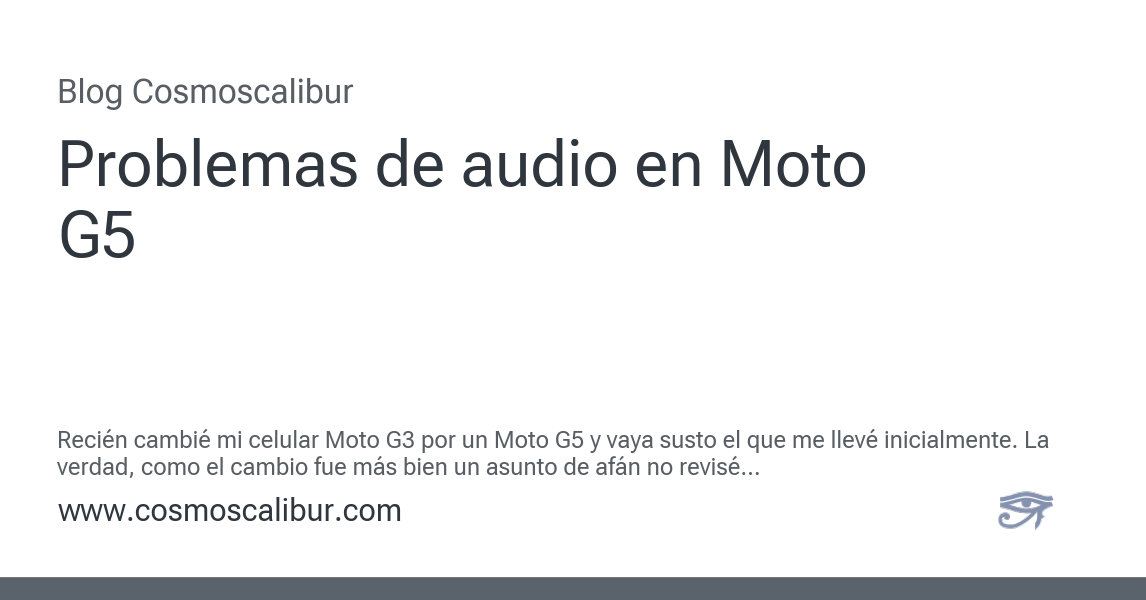 Blog Cosmoscalibur
Problemas de audio en Moto
G5
Recién cambié mi celular Moto G3 por un Moto G5 y vaya susto el que me llevé inicialmente. La
verdad, como el cambio fue más bien un asunto de afán no revisé...
www.cosmoscalibur.com